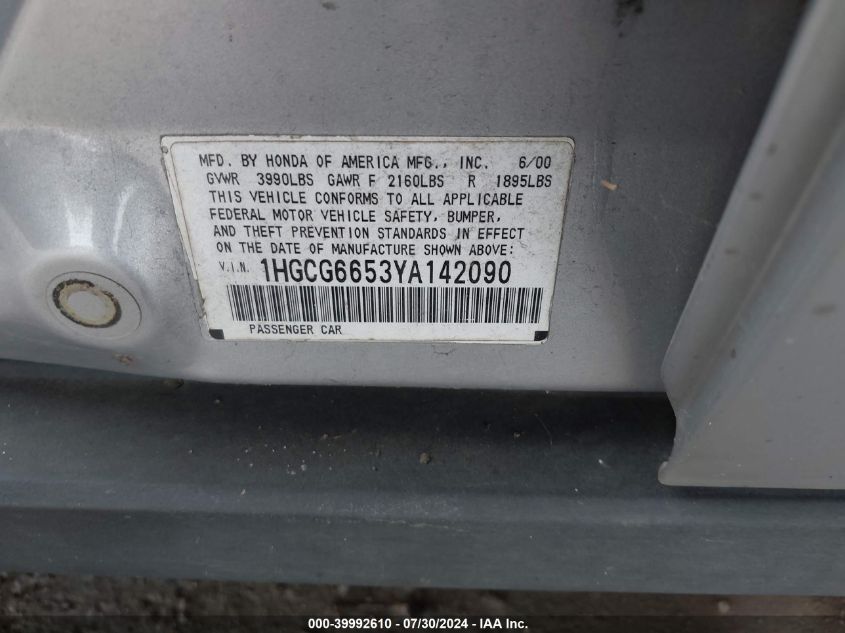 MFD. BY HONDA OF AMERICA MFG., INC. 6/00
GVWR 3990LBS GAWR F 2160LBS R 1895LBS
THIS VEHICLE CONFORMS TO ALL APPLICABLE
FEDERAL MOTOR VEHICLE SAFETY, BUMPER,
AND THEFT PREVENTION STANDARDS IN EFFECT
ON THE DATE OF MANUFACTURE SHOWN ABOVE:
V.I.N. 1HGCG6653YA142090
PASSENGER CAR
000-39992610 / 07/30/2024 - IAA Inc.